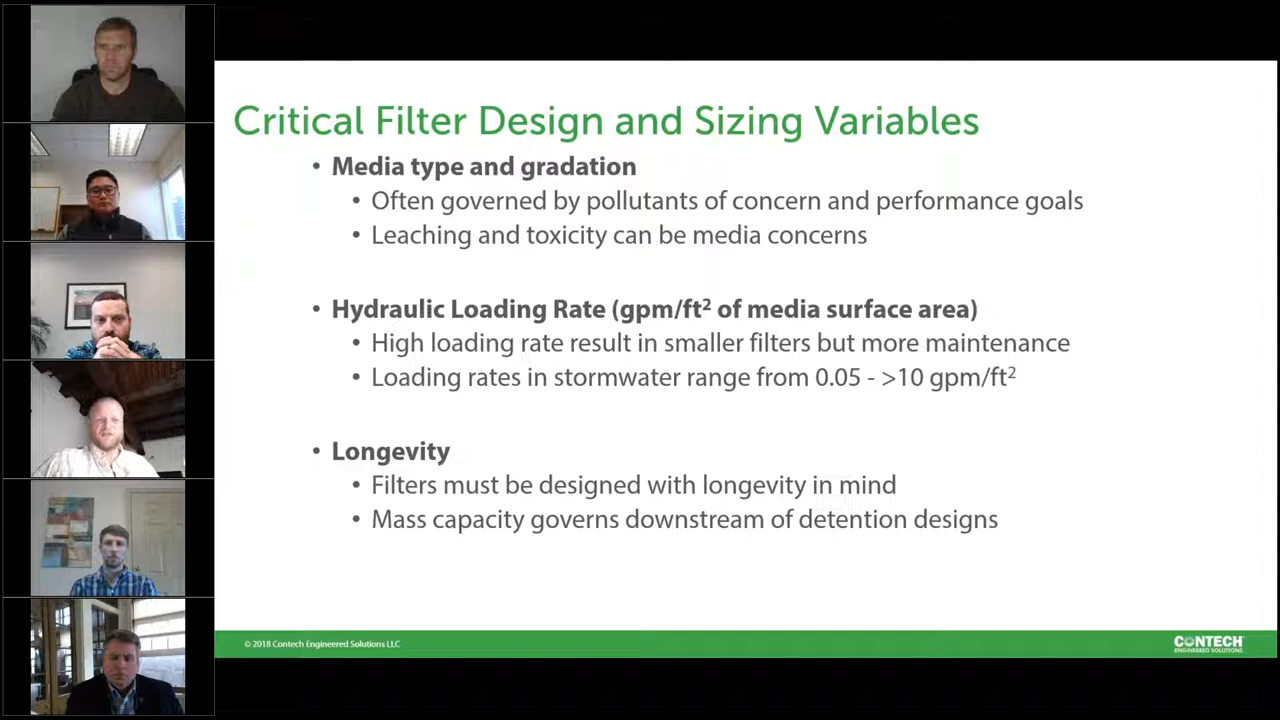 Critical Filter Design and Sizing Variables
• Media type and gradation
• Often governed by pollutants of concern and performance goals
• Leaching and toxicity can be media concerns
• Hydraulic Loading Rate (gpm/ft² of media surface area)
• High loading rate result in smaller filters but more maintenance
• Loading rates in stormwater range from 0.05 - >10 gpm/ft²
• Longevity
• Filters must be designed with longevity in mind
• Mass capacity governs downstream of detention designs
© 2018 Contech Engineered Solutions LLC
CONTECH
ENGINEERED SOLUTIONS